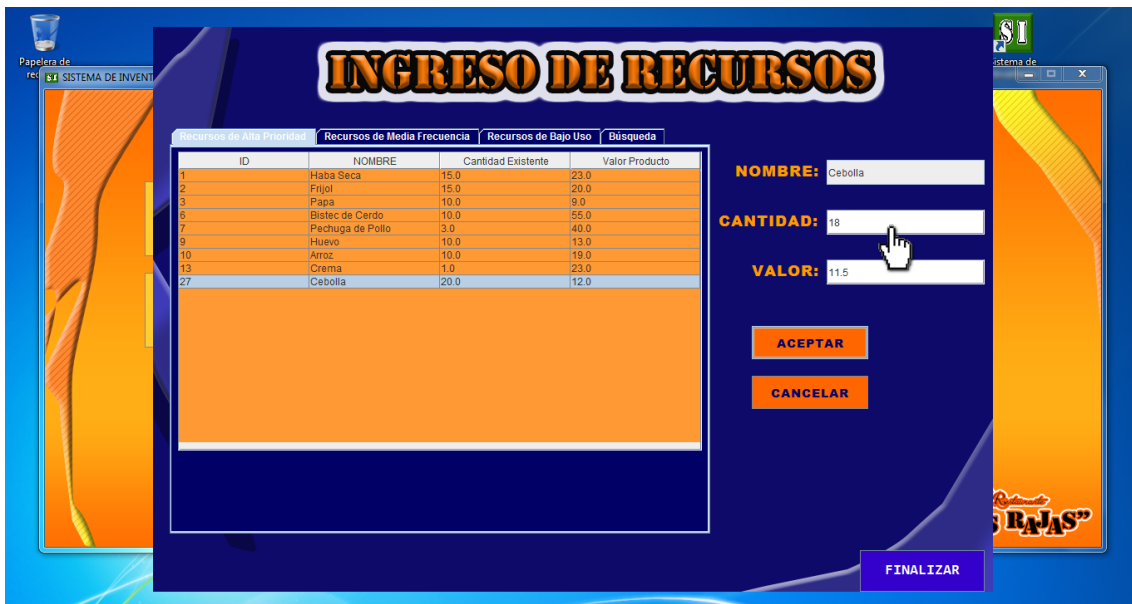 Papelera de
rec
SI SISTEMA DE INVENT
SI
istema de
X
INGRESO DE RECURSOS
Recursos de Alta Prioridad Recursos de Media Frecuencia Recursos de Bajo Uso Búsqueda
ID NOMBRE Cantidad Existente Valor Producto
1 Haba Seca 15.0 23.0
2 Frijol 15.0 20.0
3 Papa 10.0 9.0
6 Bistec de Cerdo 10.0 55.0
7 Pechuga de Pollo 3.0 40.0
9 Huevo 10.0 13.0
10 Arroz 10.0 19.0
13 Crema 1.0 23.0
27 Cebolla 20.0 12.0
NOMBRE: Cebolla
CANTIDAD: 18
VALOR: 11.5
ACEPTAR
CANCELAR
Restaurante
RAJAS”
FINALIZAR